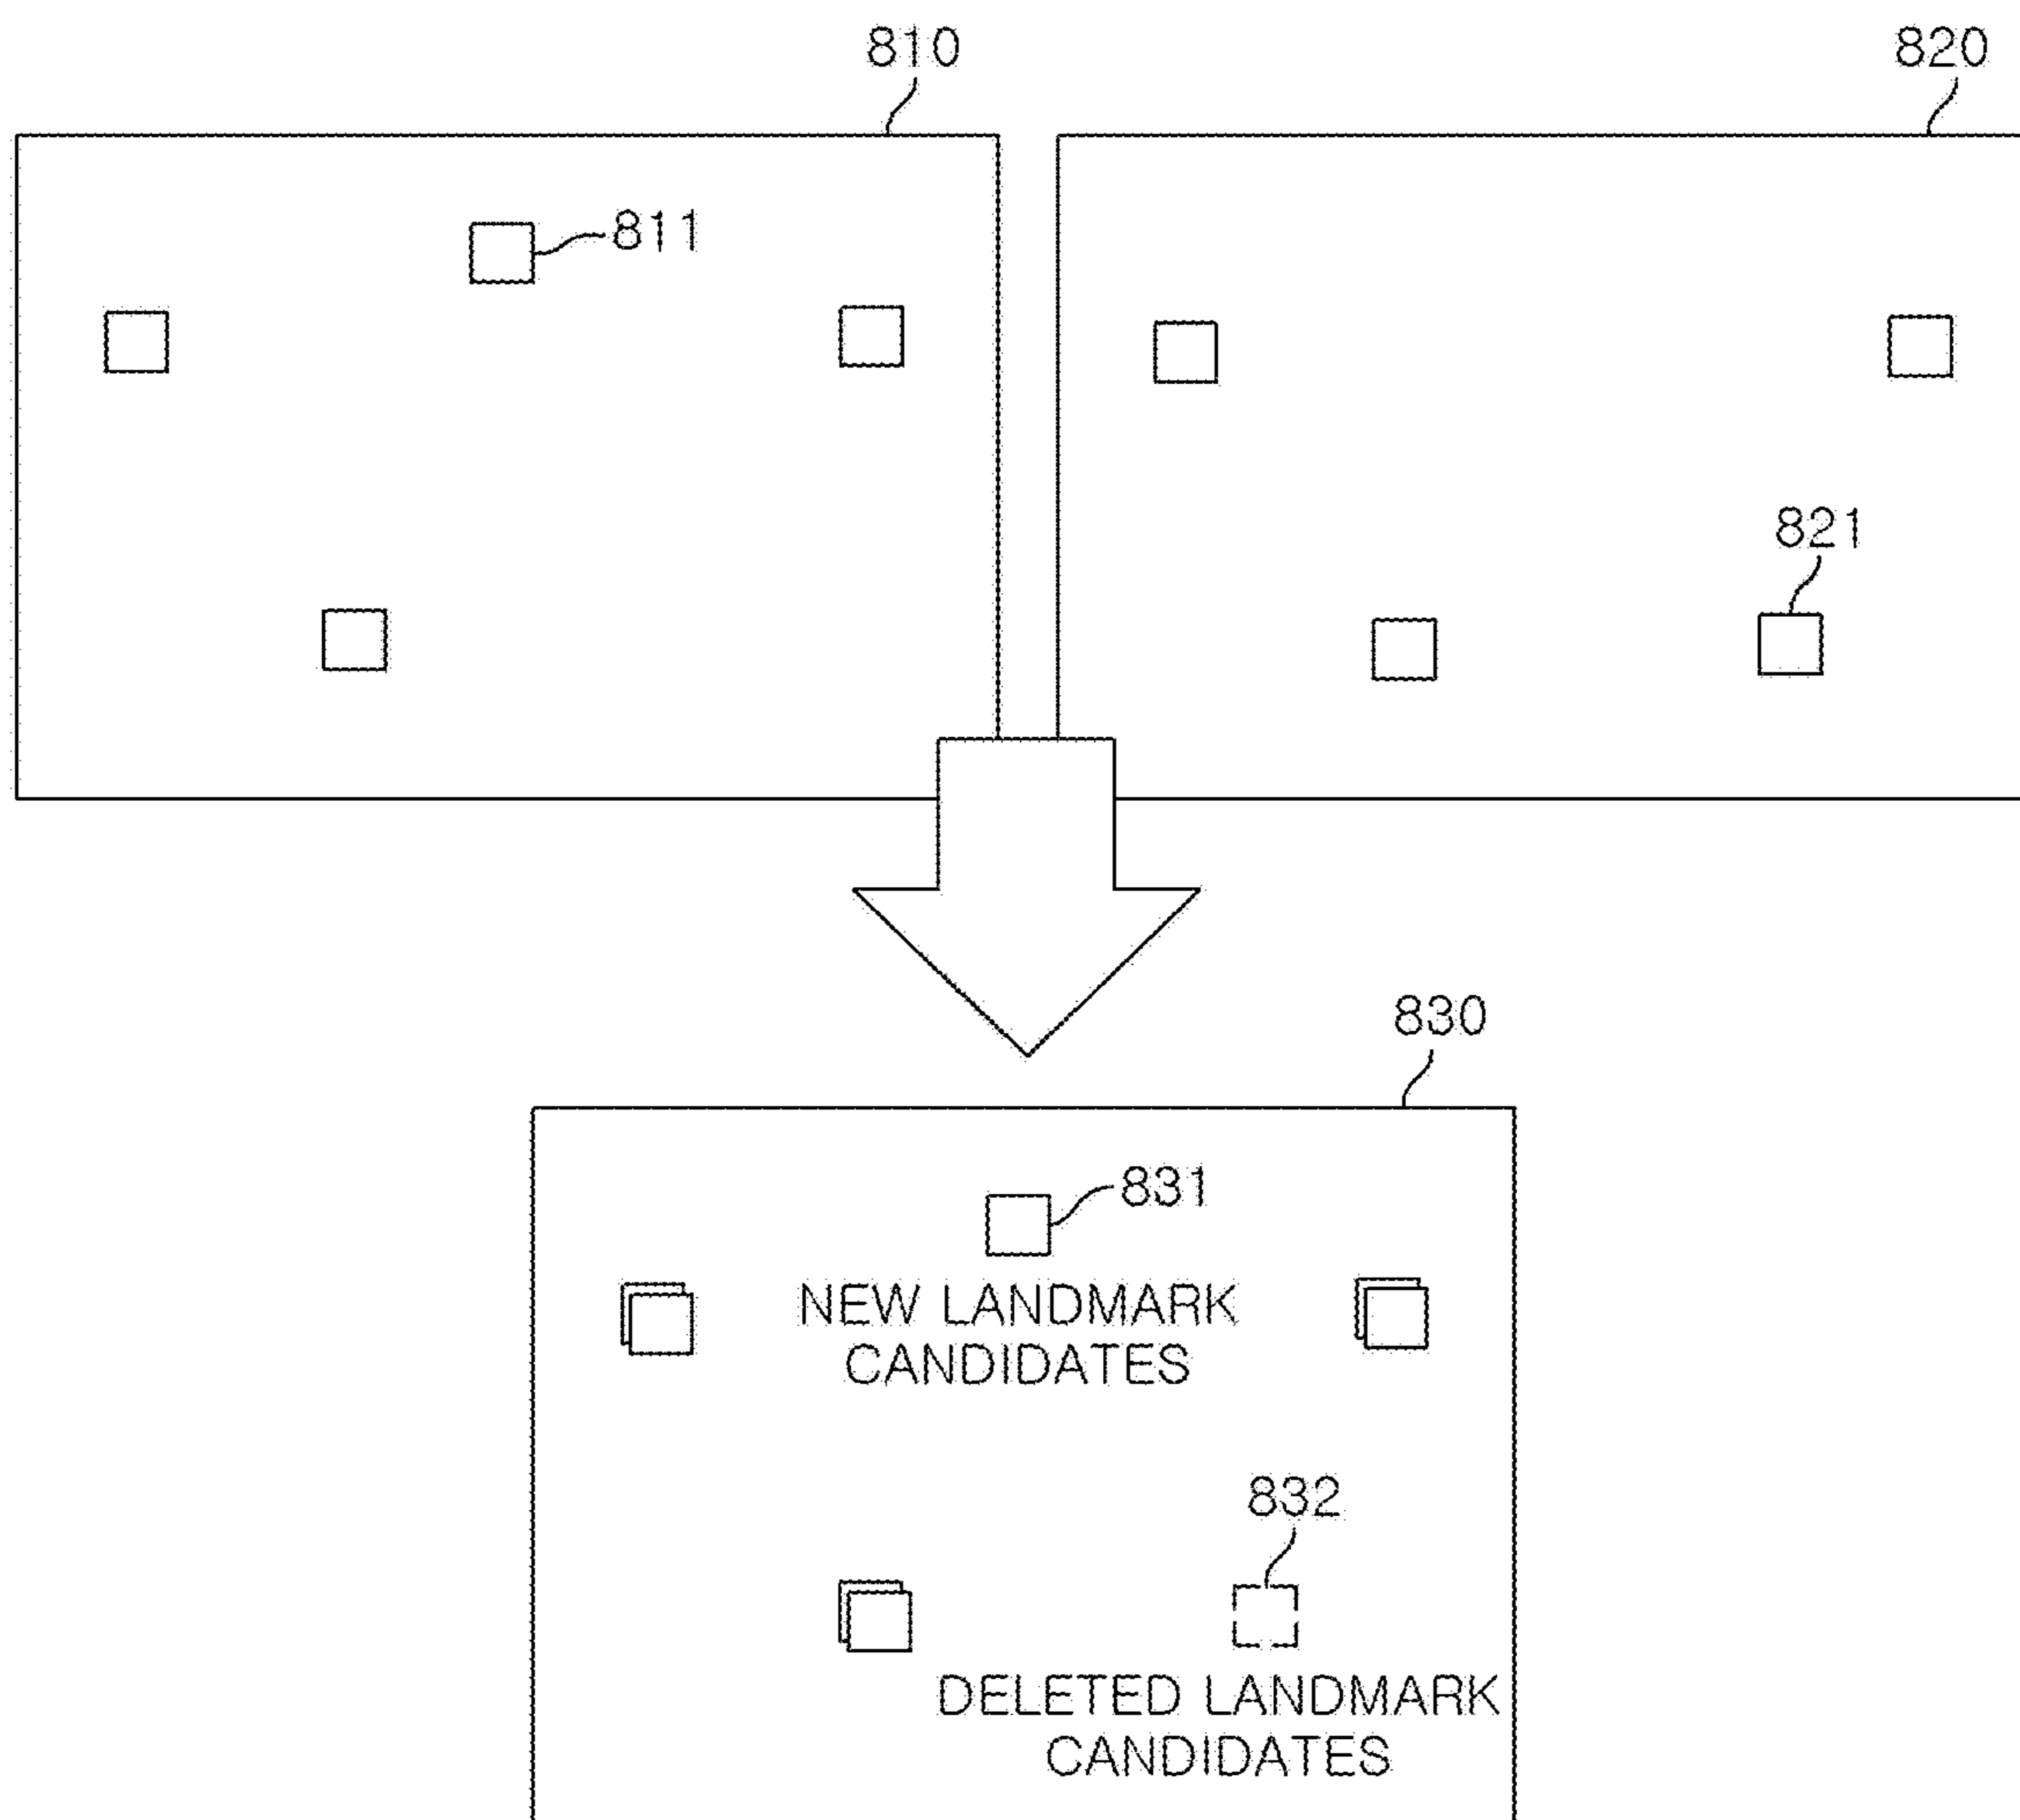 810
820
811
821
830
831
NEW LANDMARK
CANDIDATES
832
DELETED LANDMARK
CANDIDATES